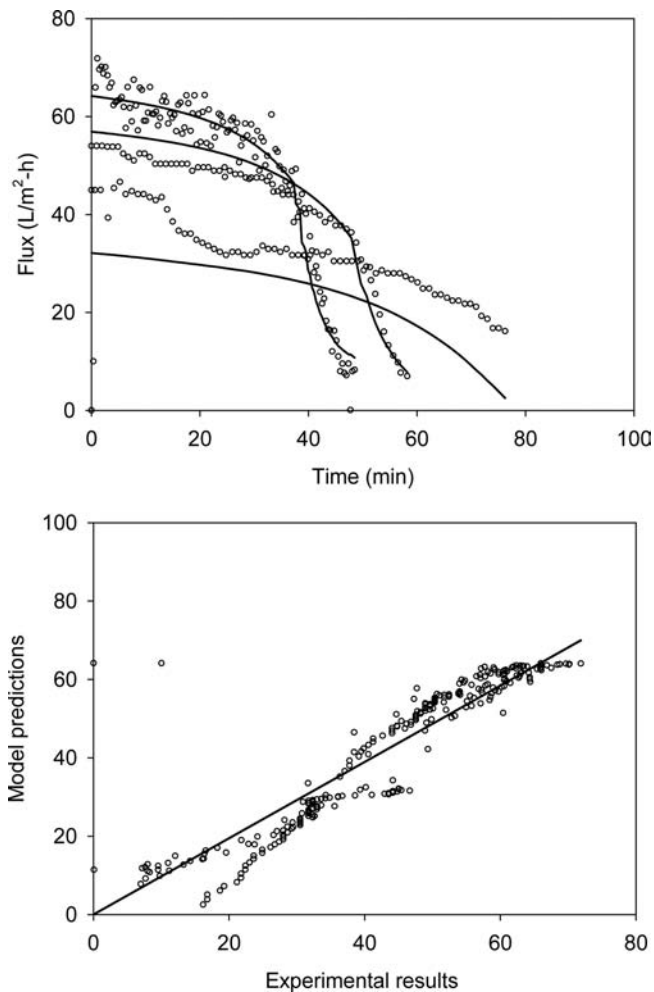 80
60
40
20
0
Flux (L/m²-h)
0 20 40 60 80 100
Time (min)
100
80
60
40
20
0
Model predictions
0 20 40 60 80
Experimental results